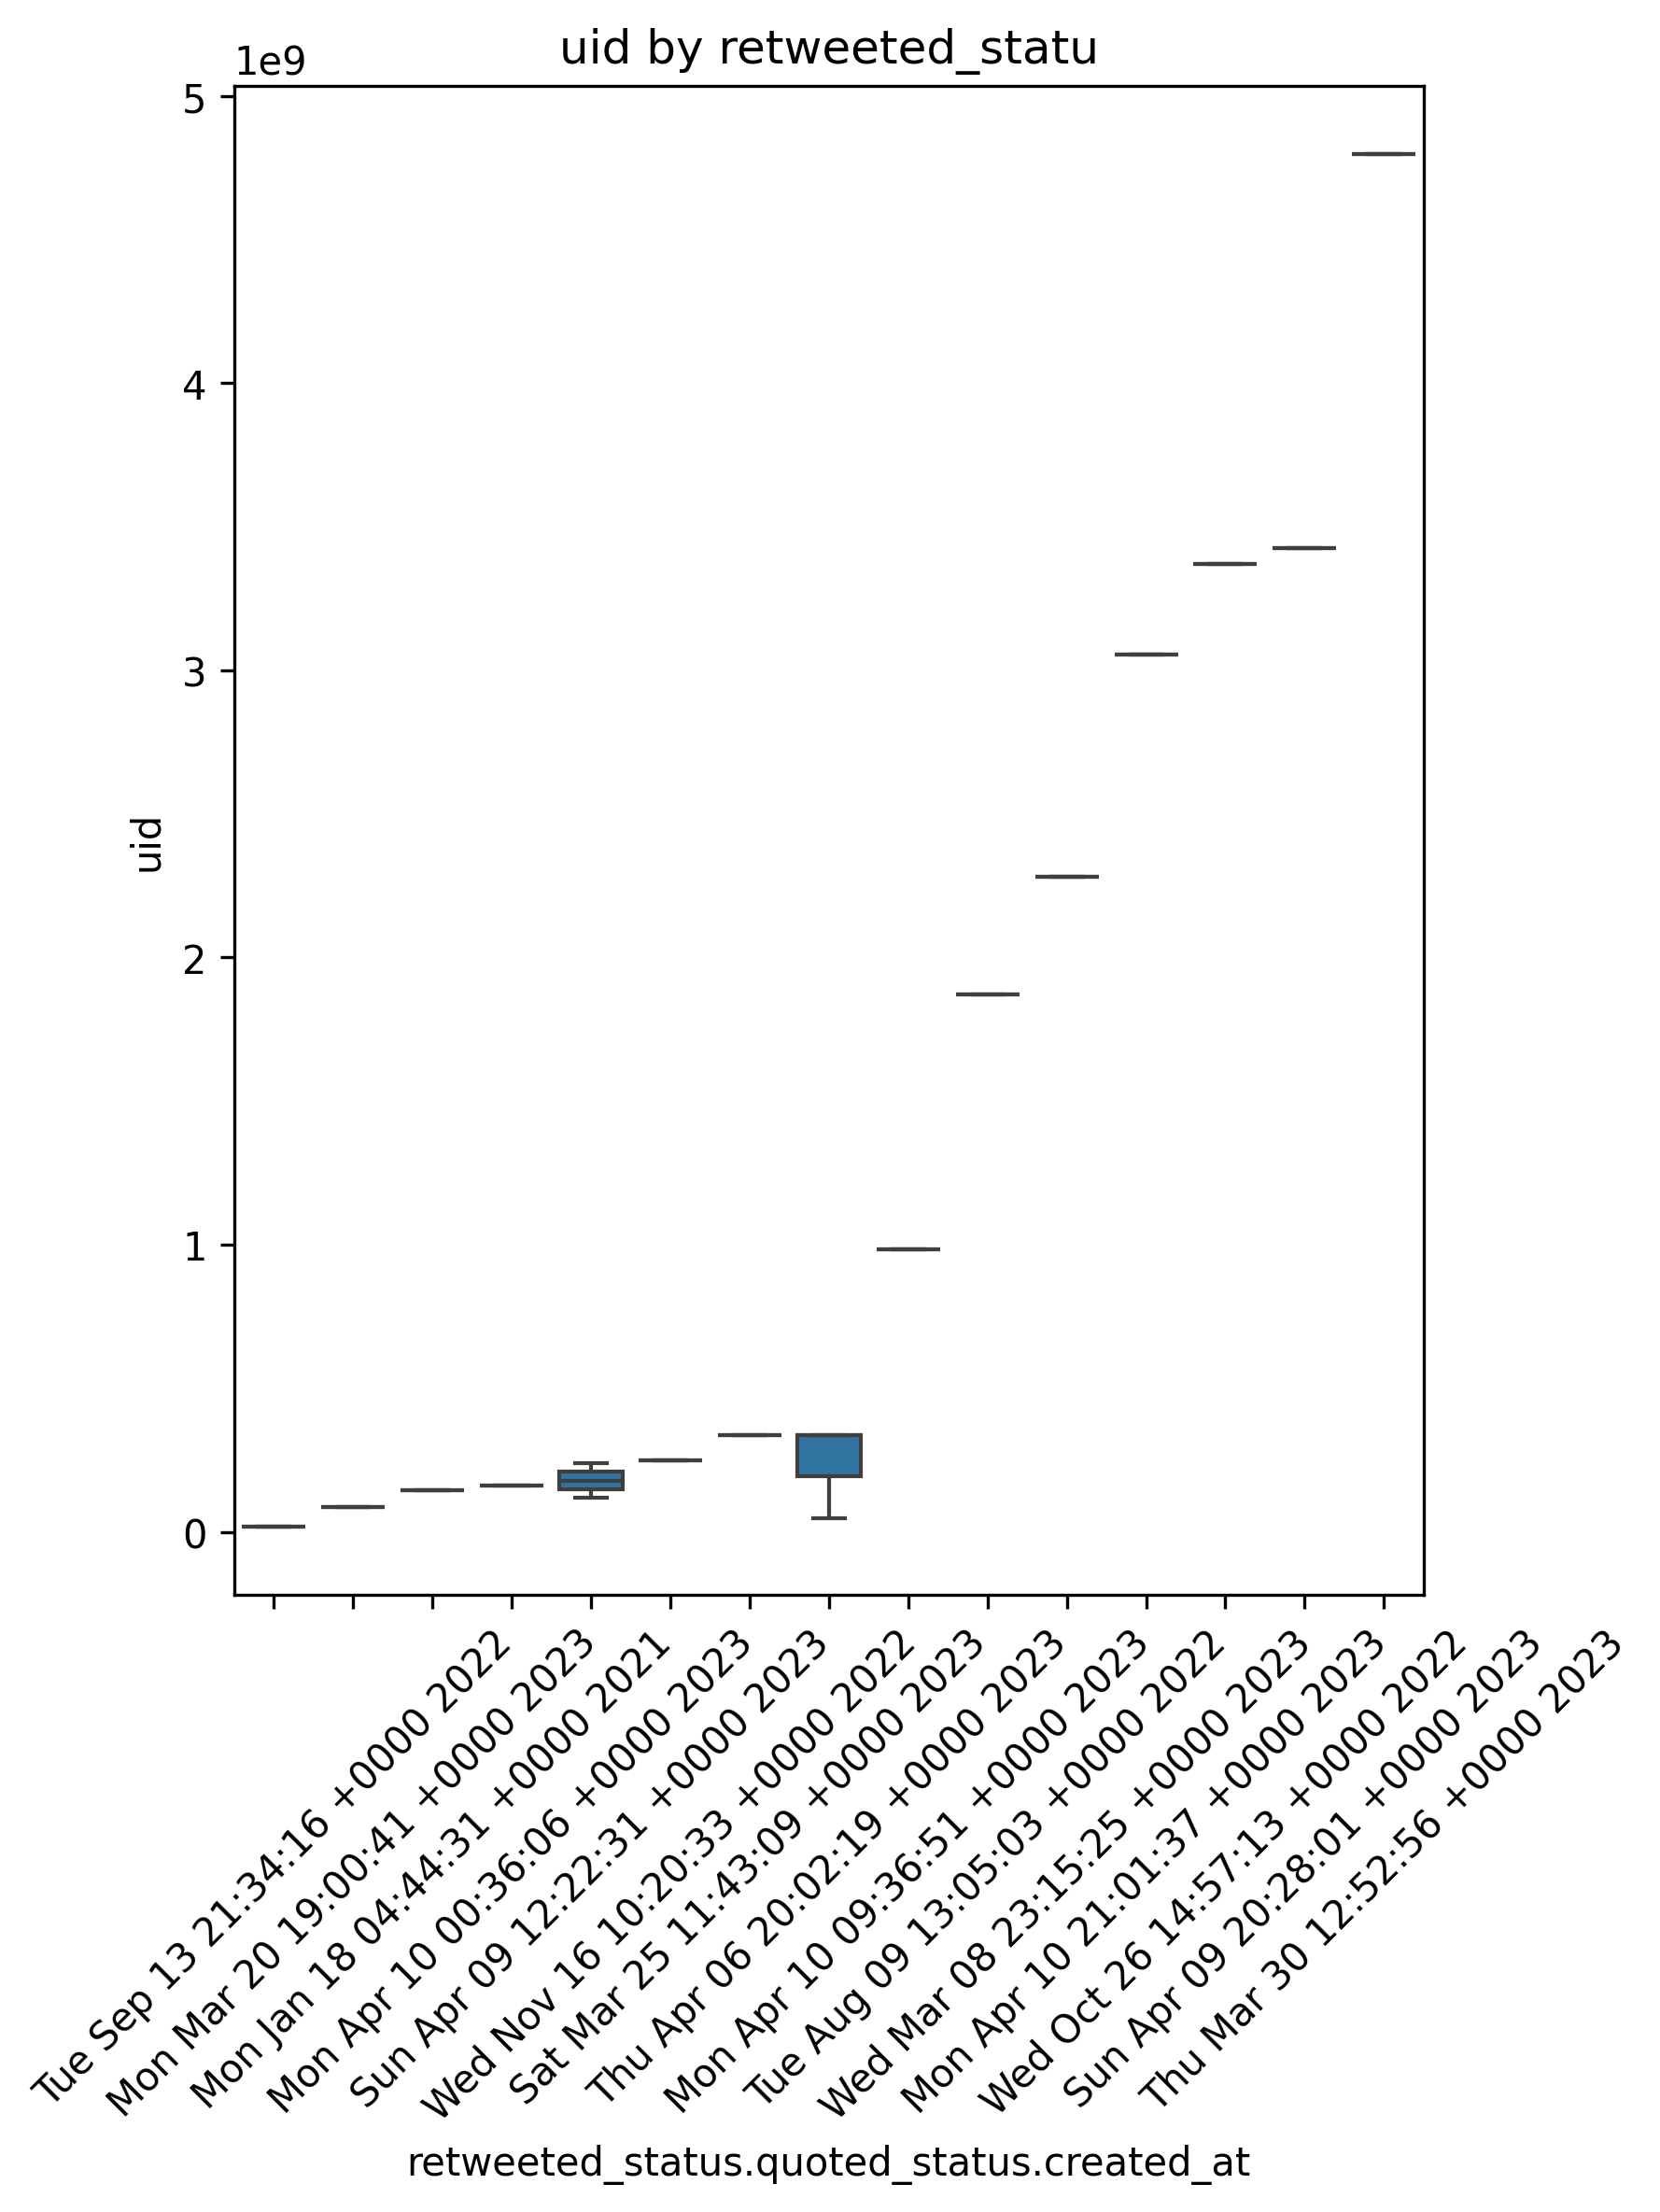 uid by retweeted_statu
1e9
5
4
3
2
1
0
uid
Tue Sep 13 21:34:16 +0000 2022
Mon Mar 20 19:00:41 +0000 2023
Mon Jan 18 04:44:31 +0000 2021
Mon Apr 10 00:36:06 +0000 2023
Sun Apr 09 12:22:31 +0000 2023
Wed Nov 16 10:20:33 +0000 2022
Sat Mar 25 11:43:09 +0000 2023
Thu Apr 06 20:02:19 +0000 2023
Mon Apr 10 09:36:51 +0000 2023
Tue Aug 09 13:05:03 +0000 2022
Wed Mar 08 23:15:25 +0000 2023
Mon Apr 10 21:01:37 +0000 2023
Wed Oct 26 14:57:13 +0000 2022
Sun Apr 09 20:28:01 +0000 2023
Thu Mar 30 12:52:56 +0000 2023
retweeted_status.quoted_status.created_at